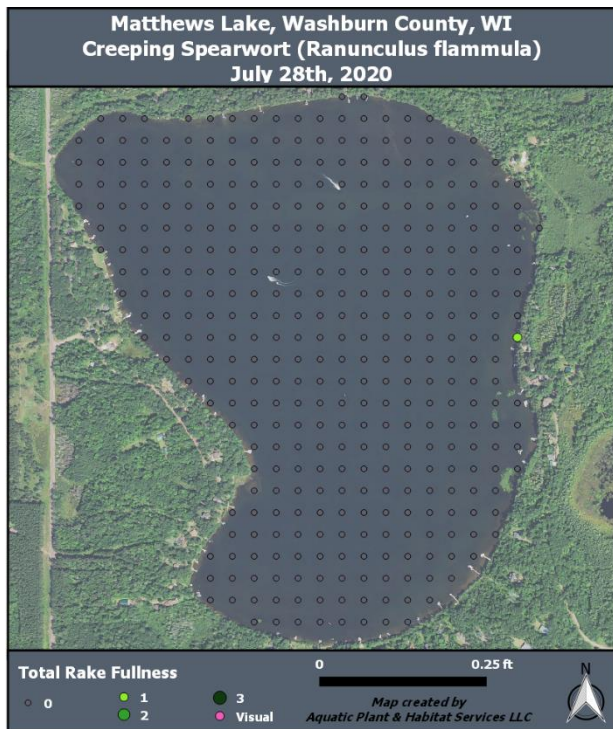 Matthews Lake, Washburn County, WI
Creeping Spearwort (Ranunculus flammula)
July 28th, 2020
Total Rake Fullness
0
1
2
3
Visual
0 0.25 ft
Map created by
Aquatic Plant & Habitat Services LLC
N